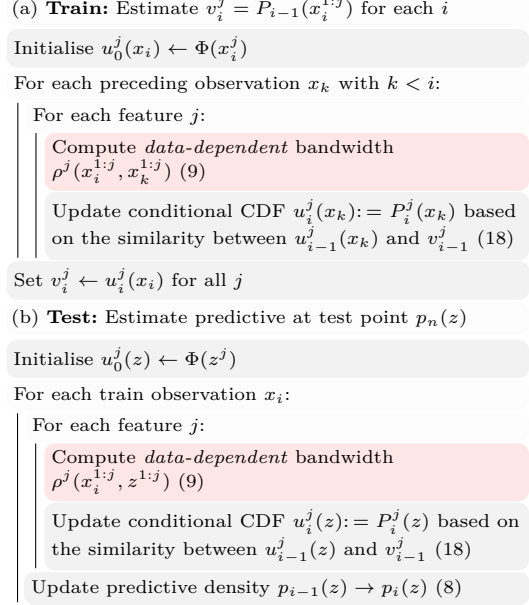 (a) Train: Estimate v_i^j = P_{i−1}(x_i^{1:j}) for each i
Initialise u_0^j(x_i) ← Φ(x_i^j)
For each preceding observation x_k with k < i:
For each feature j:
Compute data-dependent bandwidth
ρ^j(x_i^{1:j}, x_k^{1:j}) (9)
Update conditional CDF u_i^j(x_k): = P_i^j(x_k) based
on the similarity between u_{i−1}^j(x_k) and v_{i−1}^j (18)
Set v_i^j ← u_i^j(x_i) for all j
(b) Test: Estimate predictive at test point p_n(z)
Initialise u_0^j(z) ← Φ(z^j)
For each train observation x_i:
For each feature j:
Compute data-dependent bandwidth
ρ^j(x_i^{1:j}, z^{1:j}) (9)
Update conditional CDF u_i^j(z): = P_i^j(z) based on
the similarity between u_{i−1}^j(z) and v_{i−1}^j (18)
Update predictive density p_{i−1}(z) → p_i(z) (8)